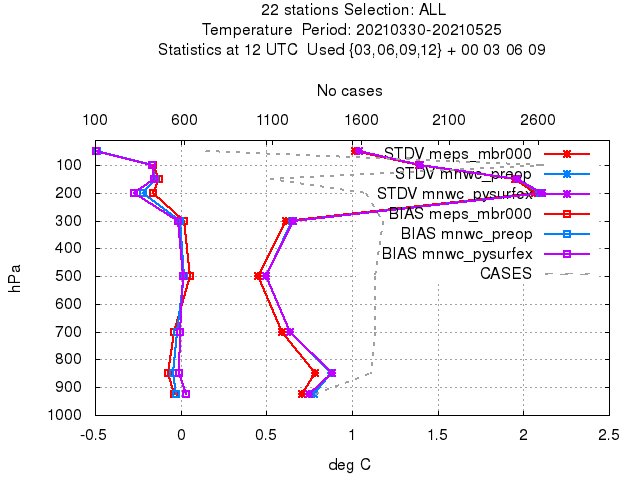 22 stations Selection: ALL
Temperature Period: 20210330-20210525
Statistics at 12 UTC Used {03,06,09,12} + 00 03 06 09
No cases
100 600 1100 1600 2100 2600
STDV meps_mbr000
STDV mnwc_preop
STDV mnwc_pysurfex
BIAS meps_mbr000
BIAS mnwc_preop
BIAS mnwc_pysurfex
CASES
100
200
300
400
500
600
700
800
900
1000
hPa
-0.5 0 0.5 1 1.5 2 2.5
deg C